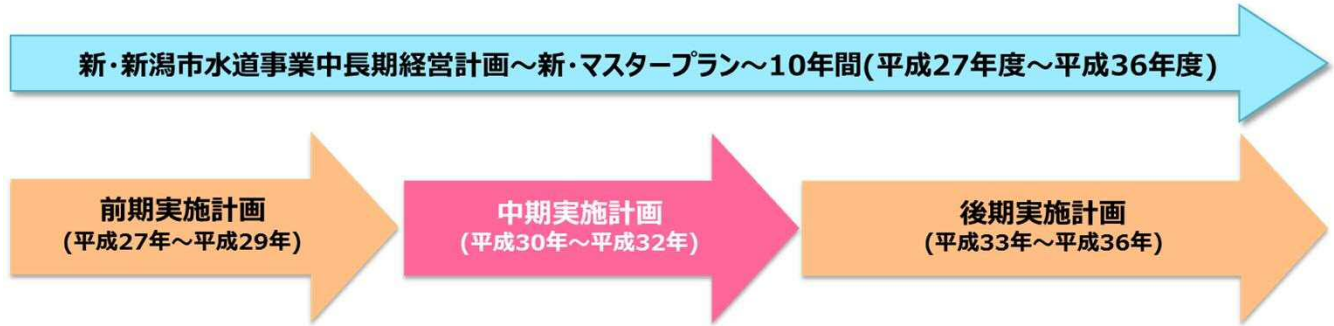 新・新潟市水道事業中長期経営計画～新・マスタープラン～10年間(平成27年度～平成36年度)
前期実施計画
(平成27年～平成29年)
中期実施計画
(平成30年～平成32年)
後期実施計画
(平成33年～平成36年)